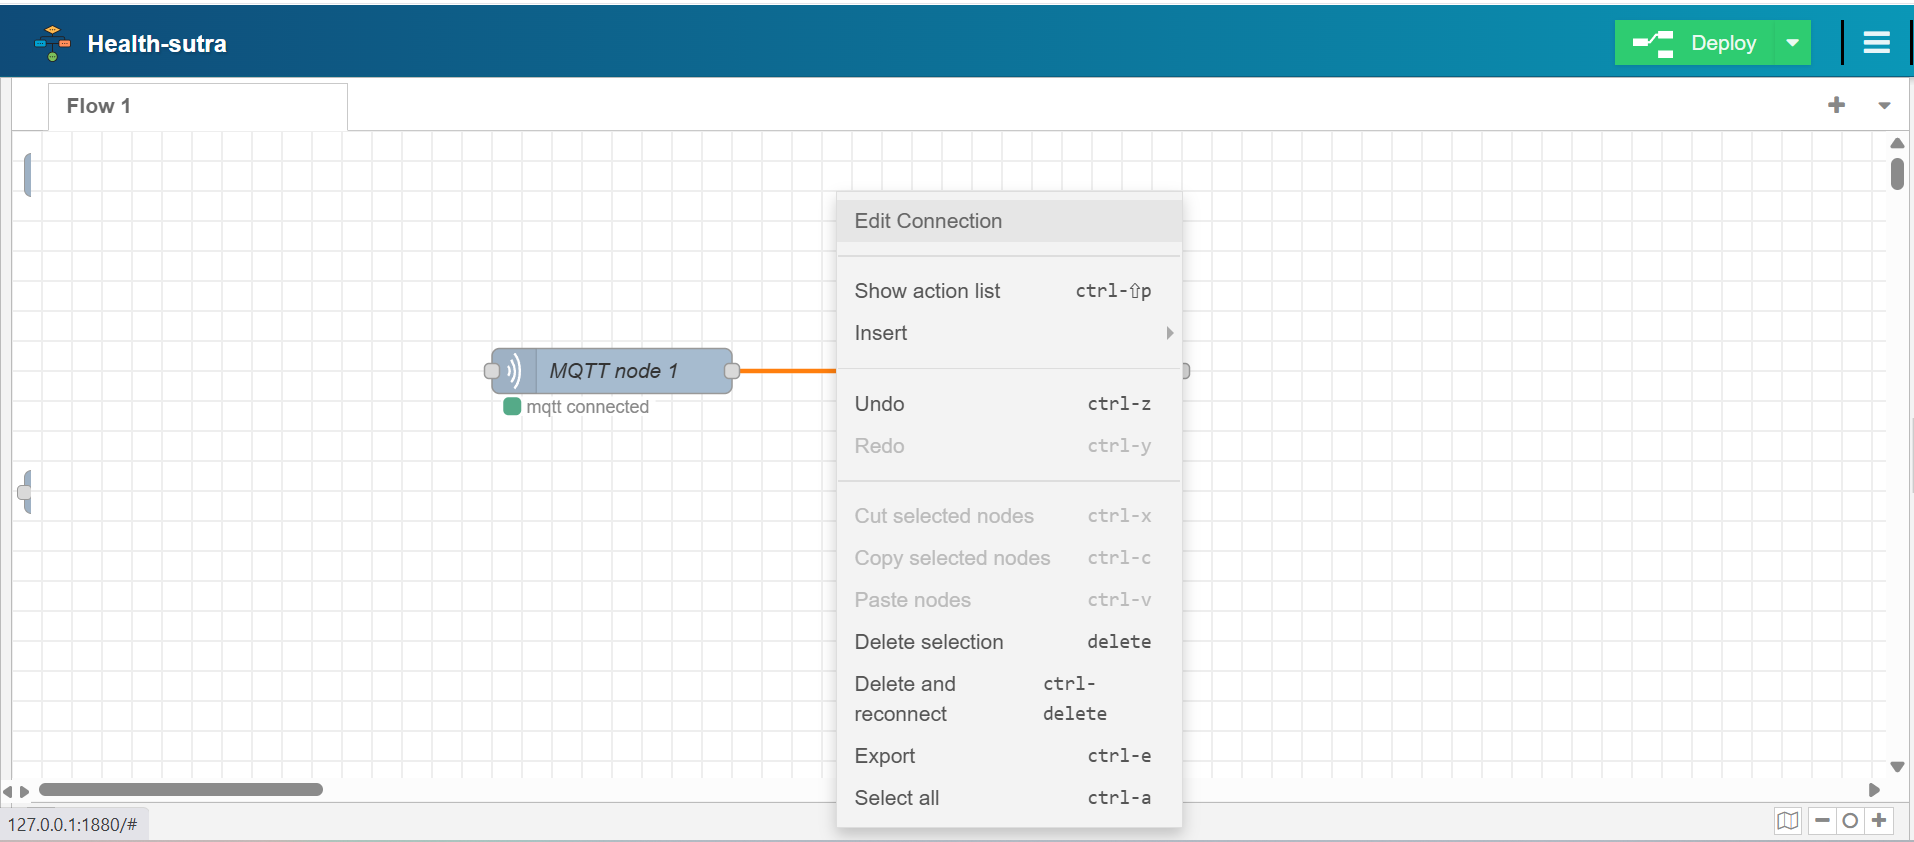 Health-sutra
Deploy
Flow 1
Edit Connection
Show action list ctrl-⇧p
Insert
MQTT node 1
mqtt connected
Undo ctrl-z
Redo ctrl-y
Cut selected nodes ctrl-x
Copy selected nodes ctrl-c
Paste nodes ctrl-v
Delete selection delete
Delete and ctrl-
reconnect delete
Export ctrl-e
Select all ctrl-a
127.0.0.1:1880/#